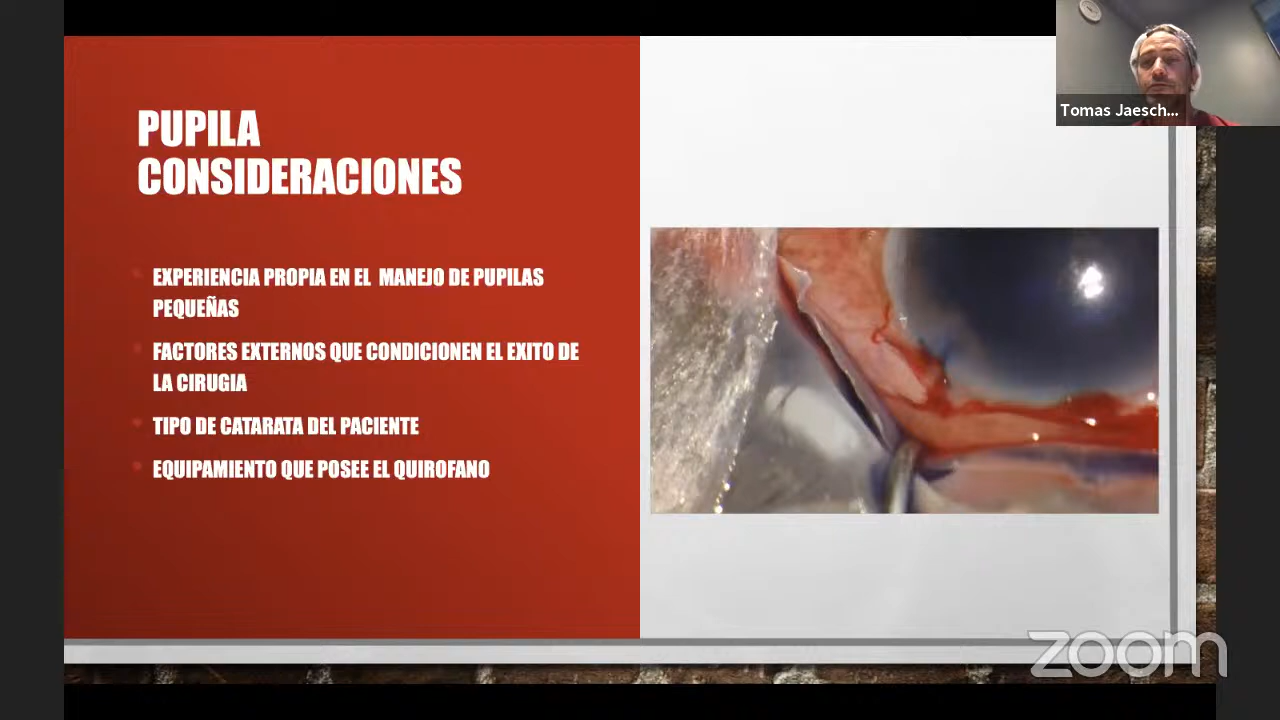 PUPILA
CONSIDERACIONES
EXPERIENCIA PROPIA EN EL MANEJO DE PUPILAS
PEQUEÑAS
FACTORES EXTERNOS QUE CONDICIONEN EL EXITO DE
LA CIRUGIA
TIPO DE CATARATA DEL PACIENTE
EQUIPAMIENTO QUE POSEE EL QUIROFANO
Tomas Jaesch...
zoom